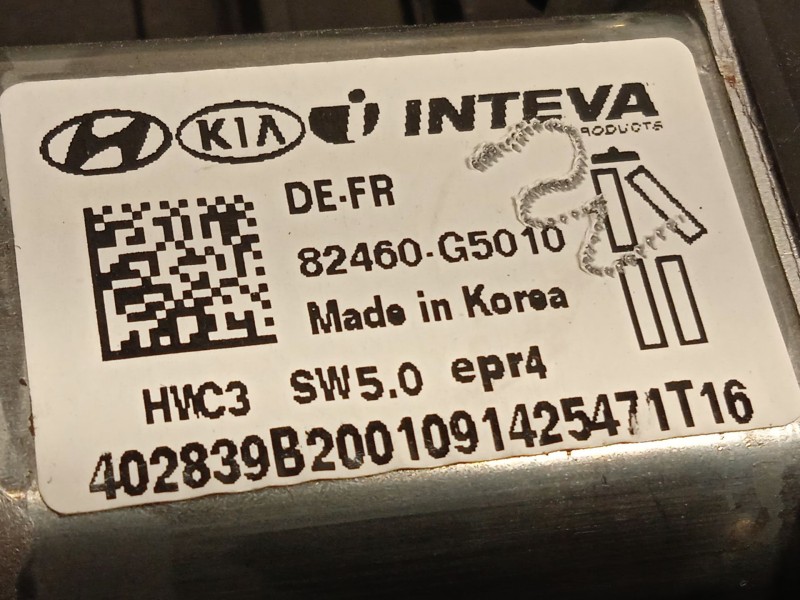 KIA INTEVA
PRODUCTS
DE-FR
82460-G5010
Made in Korea
HWC3 SW5.0 epr4
402839B2001091425471T16